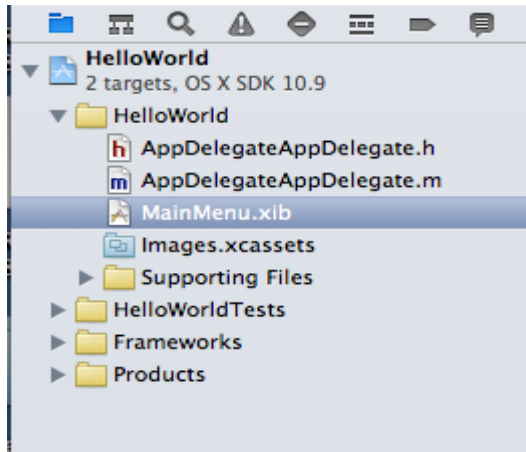 HelloWorld
2 targets, OS X SDK 10.9
HelloWorld
h AppDelegateAppDelegate.h
m AppDelegateAppDelegate.m
MainMenu.xib
Images.xcassets
Supporting Files
HelloWorldTests
Frameworks
Products